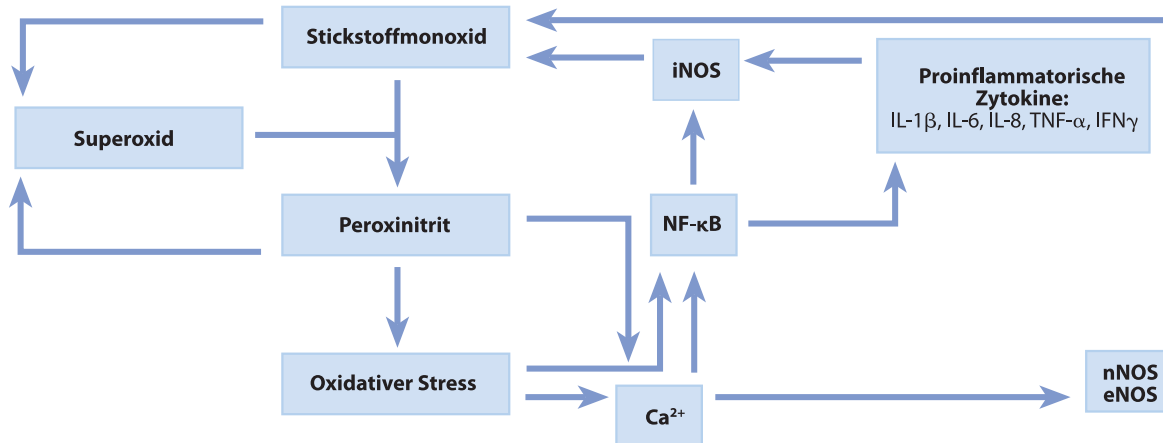 Stickstoffmonoxid
iNOS
Proinflammatorische
Zytokine:
IL-1β, IL-6, IL-8, TNF-α, IFNγ
Superoxid
Peroxinitrit
NF-κB
Oxidativer Stress
Ca²⁺
nNOS
eNOS